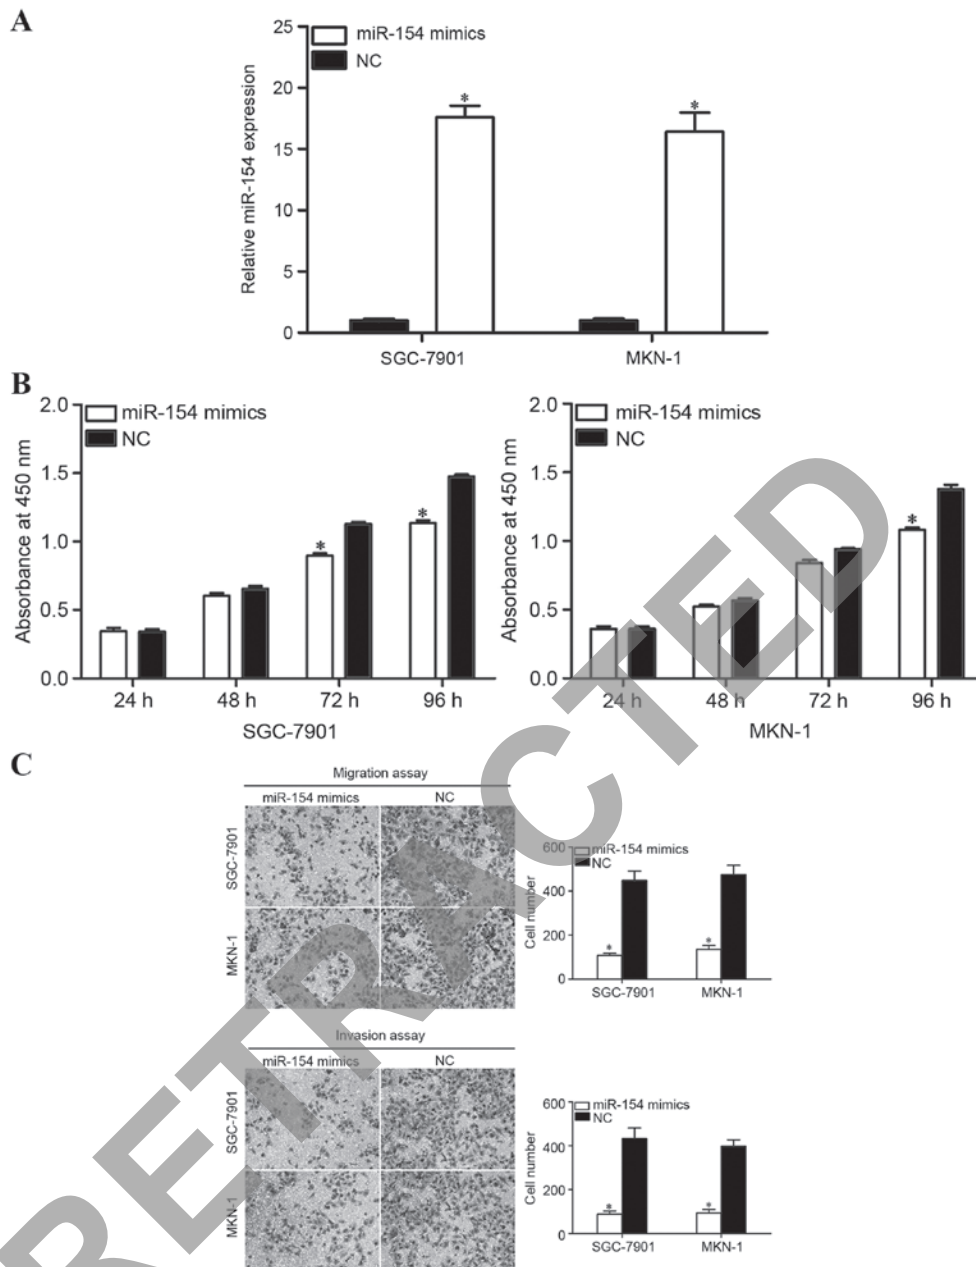 A
miR-154 mimics
NC
Relative miR-154 expression
25
20
15
10
5
0
*
*
SGC-7901
MKN-1
B
miR-154 mimics
NC
Absorbance at 450 nm
2.0
1.5
1.0
0.5
0.0
*
*
24 h 48 h 72 h 96 h
SGC-7901
miR-154 mimics
NC
Absorbance at 450 nm
2.0
1.5
1.0
0.5
0.0
*
24 h 48 h 72 h 96 h
MKN-1
C
Migration assay
miR-154 mimics NC
SGC-7901
MKN-1
miR-154 mimics
NC
Cell number
600
400
200
0
*
*
SGC-7901 MKN-1
Invasion assay
miR-154 mimics NC
SGC-7901
MKN-1
miR-154 mimics
NC
Cell number
600
400
200
0
*
*
SGC-7901 MKN-1
RETRACTED